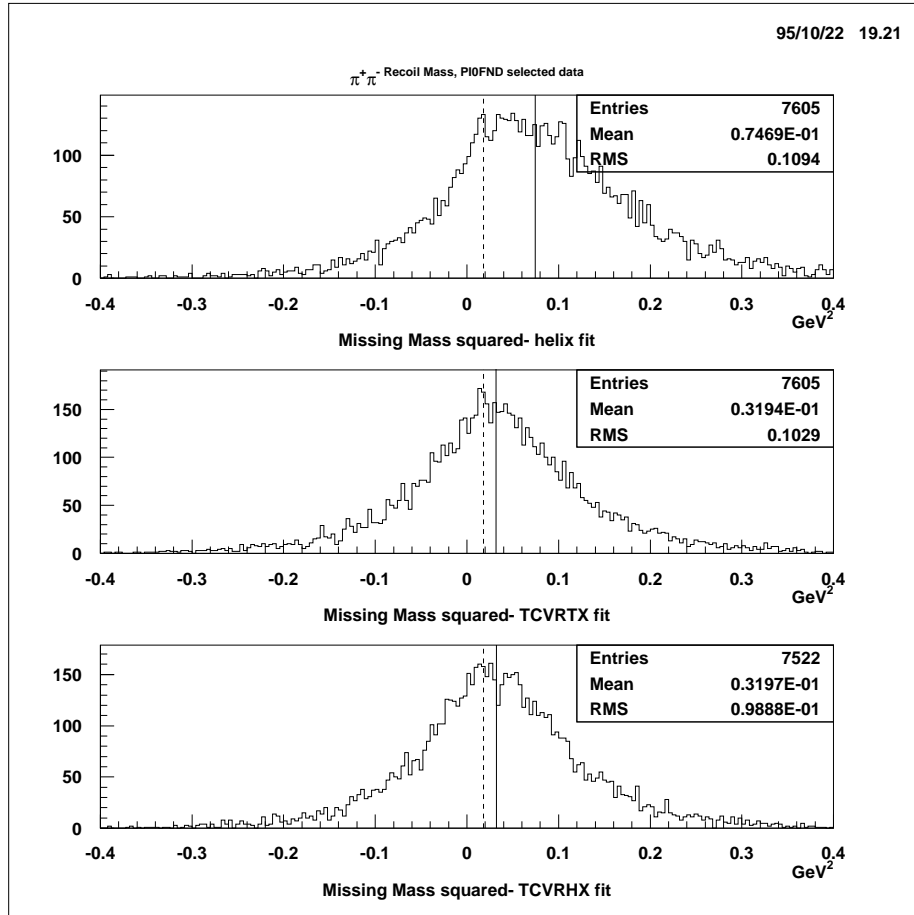 95/10/22 19.21
π+π- Recoil Mass, PI0FND selected data
Entries 7605
Mean 0.7469E-01
RMS 0.1094
100
50
0
-0.4 -0.3 -0.2 -0.1 0 0.1 0.2 0.3 0.4
GeV2
Missing Mass squared- helix fit
Entries 7605
Mean 0.3194E-01
RMS 0.1029
150
100
50
0
-0.4 -0.3 -0.2 -0.1 0 0.1 0.2 0.3 0.4
GeV2
Missing Mass squared- TCVRTX fit
Entries 7522
Mean 0.3197E-01
RMS 0.9888E-01
150
100
50
0
-0.4 -0.3 -0.2 -0.1 0 0.1 0.2 0.3 0.4
GeV2
Missing Mass squared- TCVRHX fit